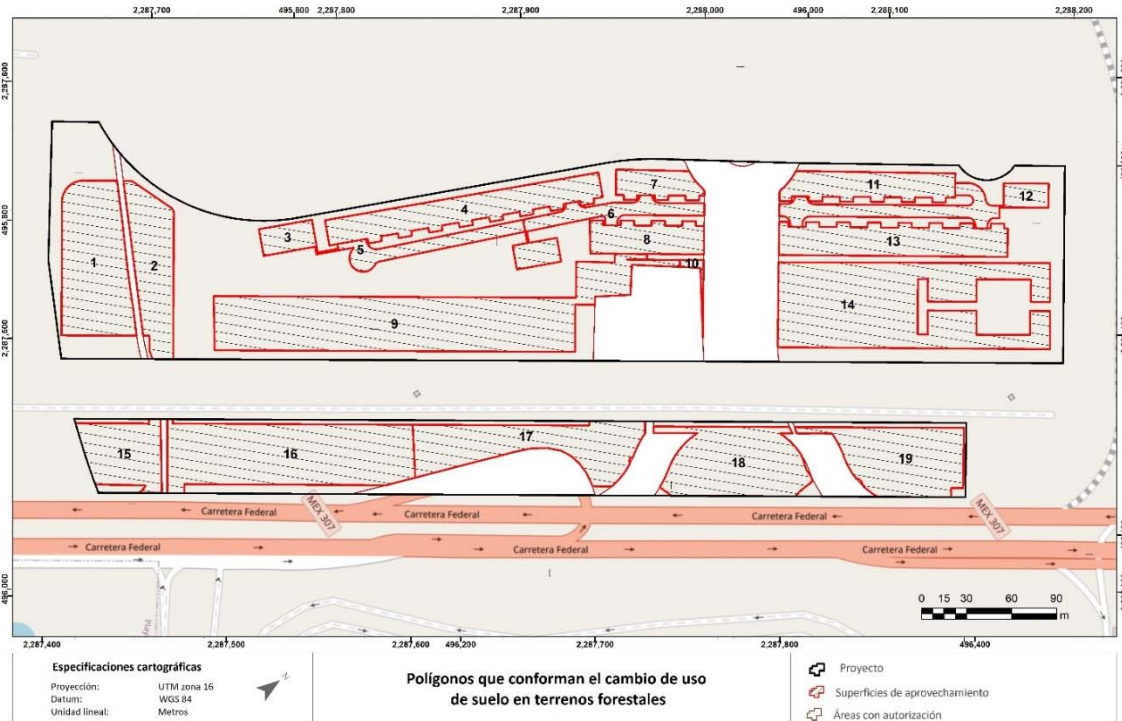 2,287,700 495,800 2,287,800 2,287,900 2,288,000 496,000 2,288,100 2,288,200
2,287,600
495,800
2,287,500
496,000
1
2
3
4
5
6
7
8
9
10
11
12
13
14
15
16
17
18
19
Carretera Federal
MEX 307
Carretera Federal
Carretera Federal
MEX 307
Carretera Federal
Carretera Federal
Carretera Federal
Play
0 15 30 60 90
m
2,287,400 2,287,500 2,287,600 496,200 2,287,700 2,287,800 496,400
Especificaciones cartográficas
Proyección: UTM zona 16
Datum: WGS 84
Unidad lineal: Metros
N
Polígonos que conforman el cambio de uso
de suelo en terrenos forestales
Proyecto
Superficies de aprovechamiento
Áreas con autorización